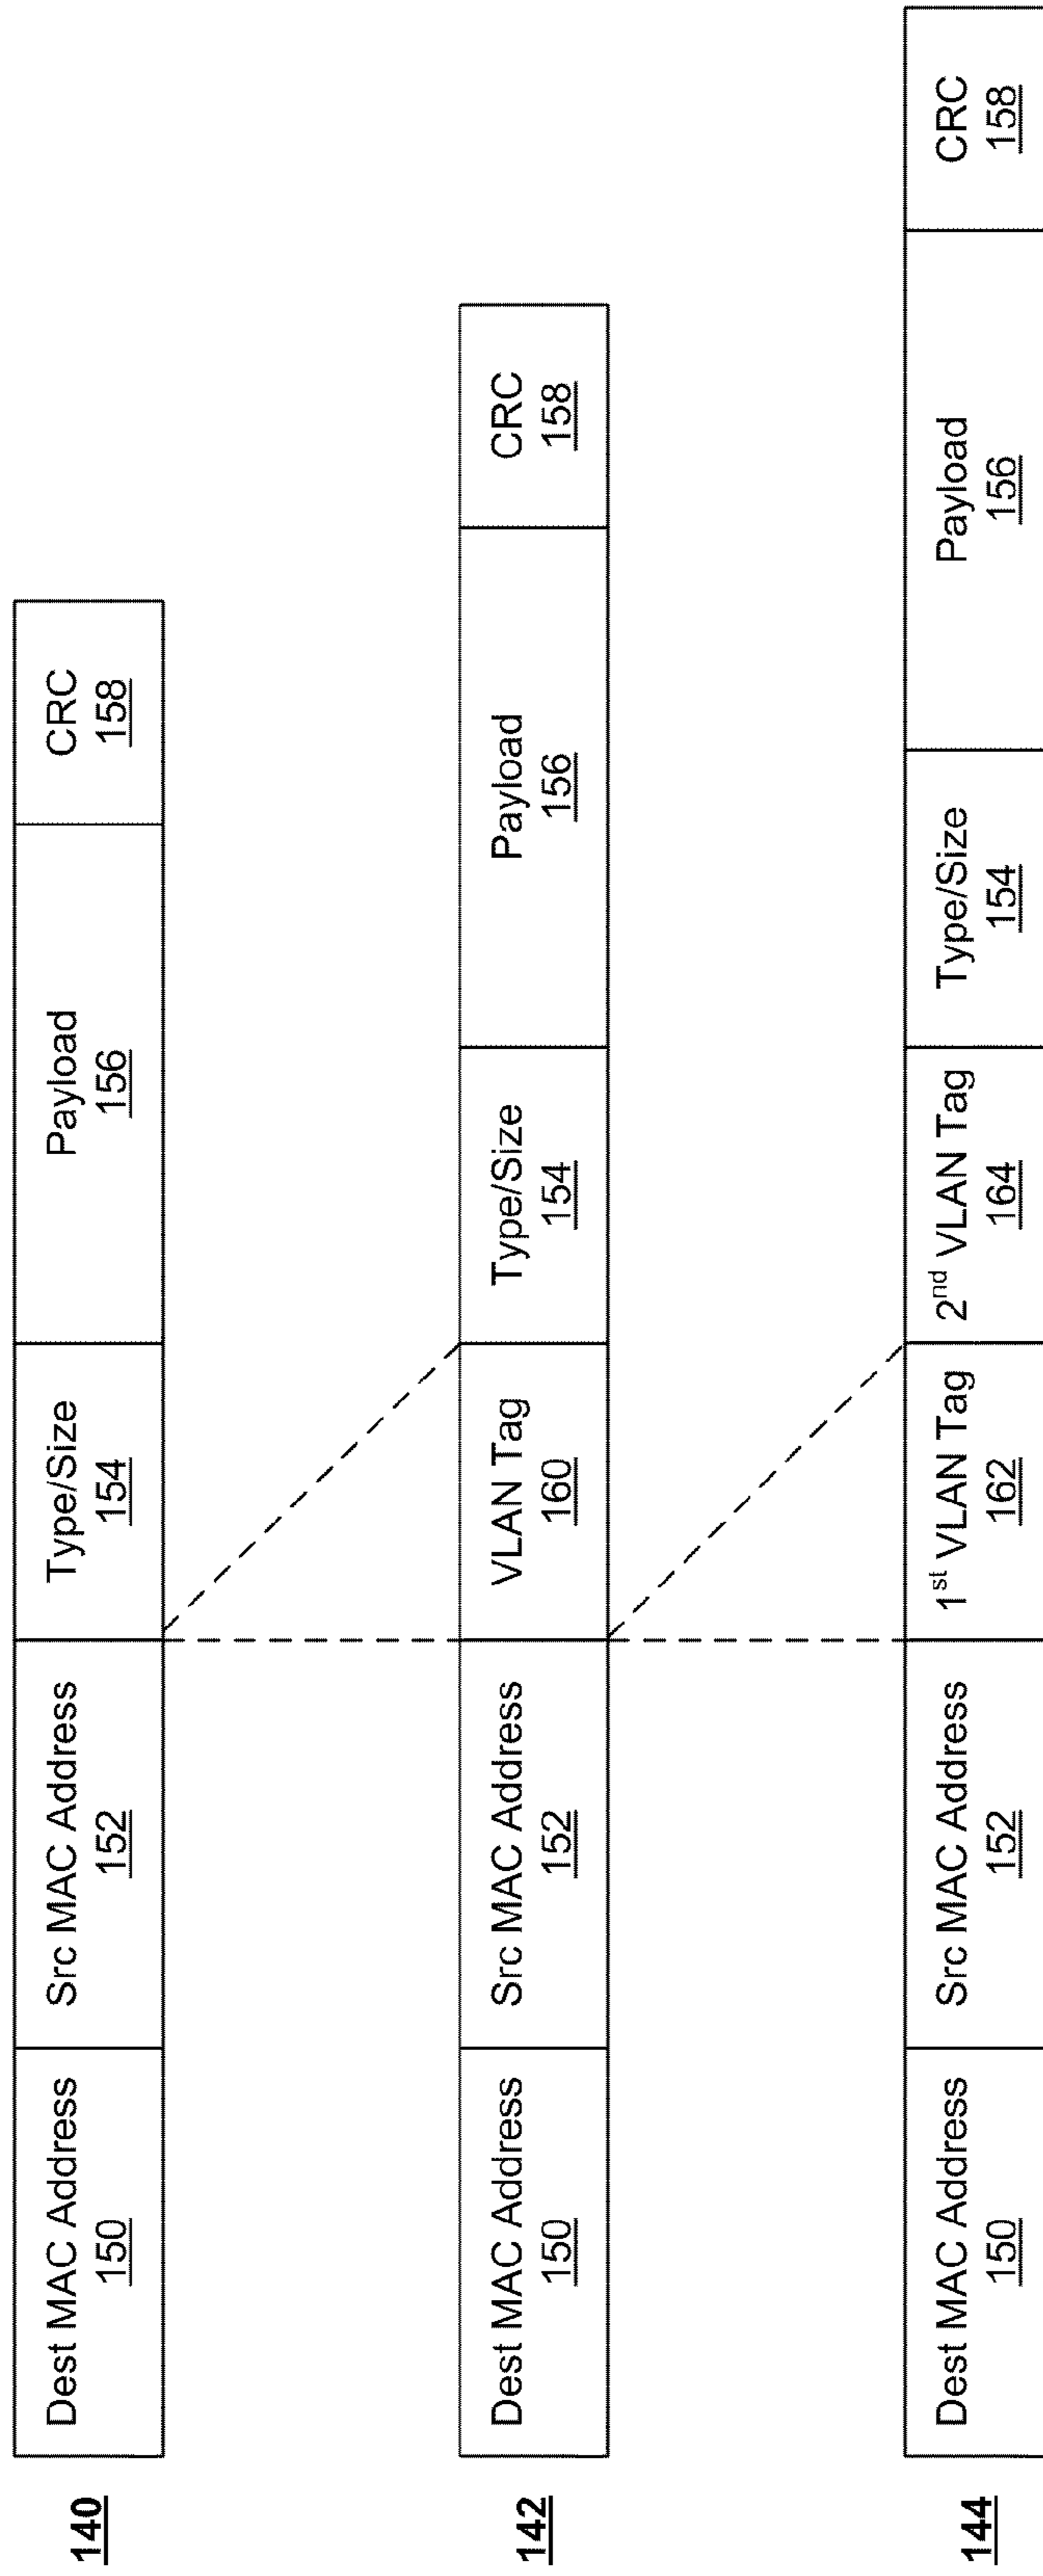 140
Dest MAC Address
150
Src MAC Address
152
Type/Size
154
Payload
156
CRC
158
142
Dest MAC Address
150
Src MAC Address
152
VLAN Tag
160
Type/Size
154
Payload
156
CRC
158
144
Dest MAC Address
150
Src MAC Address
152
1st VLAN Tag
162
2nd VLAN Tag
164
Type/Size
154
Payload
156
CRC
158